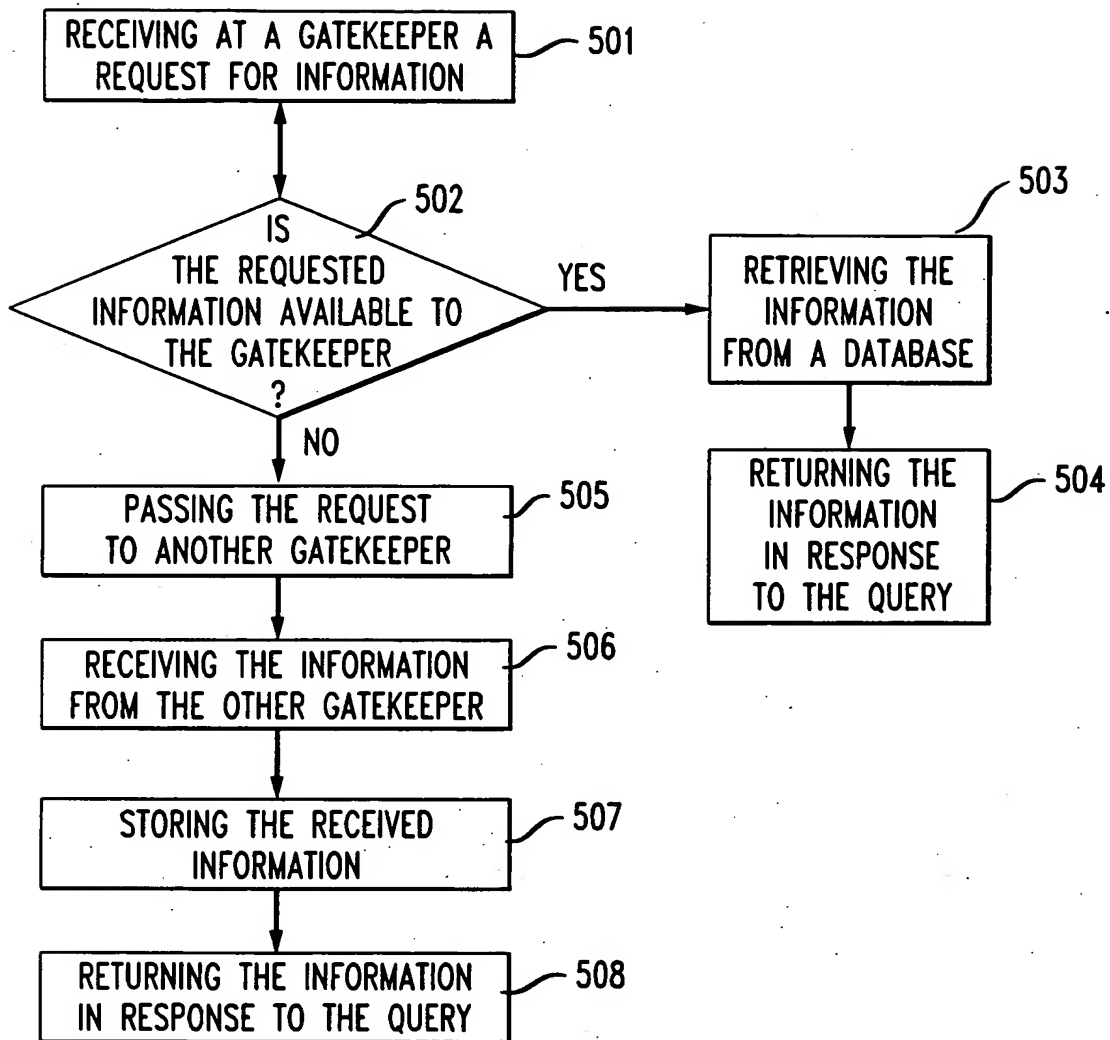 RECEIVING AT A GATEKEEPER A
REQUEST FOR INFORMATION
501
502
IS
THE REQUESTED
INFORMATION AVAILABLE TO
THE GATEKEEPER
?
YES
503
RETRIEVING THE
INFORMATION
FROM A DATABASE
RETURNING THE
INFORMATION
IN RESPONSE
TO THE QUERY
504
NO
PASSING THE REQUEST
TO ANOTHER GATEKEEPER
505
RECEIVING THE INFORMATION
FROM THE OTHER GATEKEEPER
506
STORING THE RECEIVED
INFORMATION
507
RETURNING THE INFORMATION
IN RESPONSE TO THE QUERY
508